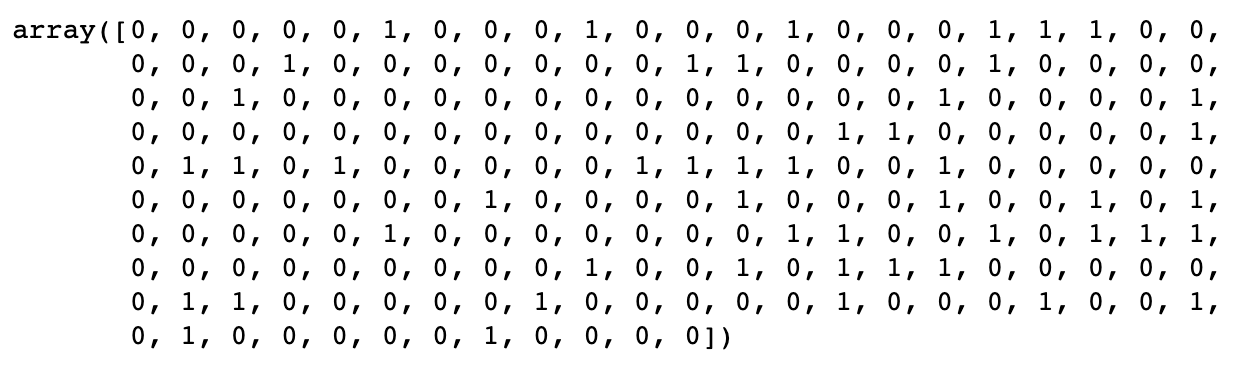 array([0, 0, 0, 0, 0, 1, 0, 0, 0, 1, 0, 0, 0, 1, 0, 0, 0, 1, 1, 1, 0, 0,
0, 0, 0, 1, 0, 0, 0, 0, 0, 0, 0, 1, 1, 0, 0, 0, 0, 1, 0, 0, 0, 0,
0, 0, 1, 0, 0, 0, 0, 0, 0, 0, 0, 0, 0, 0, 0, 0, 1, 0, 0, 0, 0, 1,
0, 0, 0, 0, 0, 0, 0, 0, 0, 0, 0, 0, 0, 0, 1, 1, 0, 0, 0, 0, 0, 1,
0, 1, 1, 0, 1, 0, 0, 0, 0, 0, 1, 1, 1, 1, 0, 0, 1, 0, 0, 0, 0, 0,
0, 0, 0, 0, 0, 0, 0, 1, 0, 0, 0, 0, 1, 0, 0, 0, 1, 0, 0, 1, 0, 1,
0, 0, 0, 0, 0, 1, 0, 0, 0, 0, 0, 0, 0, 1, 1, 0, 0, 1, 0, 1, 1, 1,
0, 0, 0, 0, 0, 0, 0, 0, 0, 1, 0, 0, 1, 0, 1, 1, 1, 0, 0, 0, 0, 0,
0, 1, 1, 0, 0, 0, 0, 0, 1, 0, 0, 0, 0, 0, 1, 0, 0, 0, 1, 0, 0, 1,
0, 1, 0, 0, 0, 0, 0, 1, 0, 0, 0, 0])